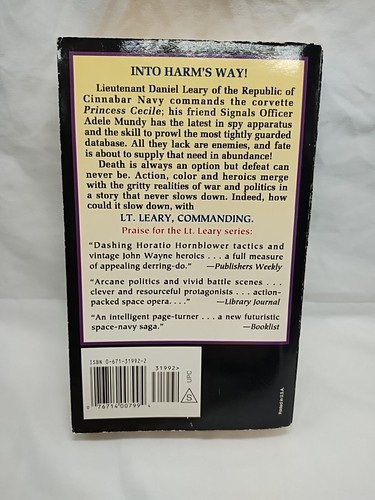 INTO HARM'S WAY!
Lieutenant Daniel Leary of the Republic of
Cinnabar Navy commands the corvette
Princess Cecile; his friend Signals Officer
Adele Mundy has the latest in spy apparatus
and the skill to prowl the most tightly guarded
database. All they lack are enemies, and fate
is about to supply that need in abundance!
Death is always an option but defeat can
never be. Action, color and heroics merge
with the gritty realities of war and politics in
a story that never slows down. Indeed, how
could it slow down, with
LT. LEARY, COMMANDING.
Praise for the Lt. Leary series:
"Dashing Horatio Hornblower tactics and
vintage John Wayne heroics . . . a full measure
of appealing derring-do." —Publishers Weekly
"Arcane politics and vivid battle scenes . . .
clever and resourceful protagonists . . . action-
packed space opera. . . ." —Library Journal
"An intelligent page-turner . . . a new futuristic
space-navy saga." —Booklist
ISBN 0-671-31992-2
31992>
S
UPC
0 76714 00799 4
Printed in U.S.A.